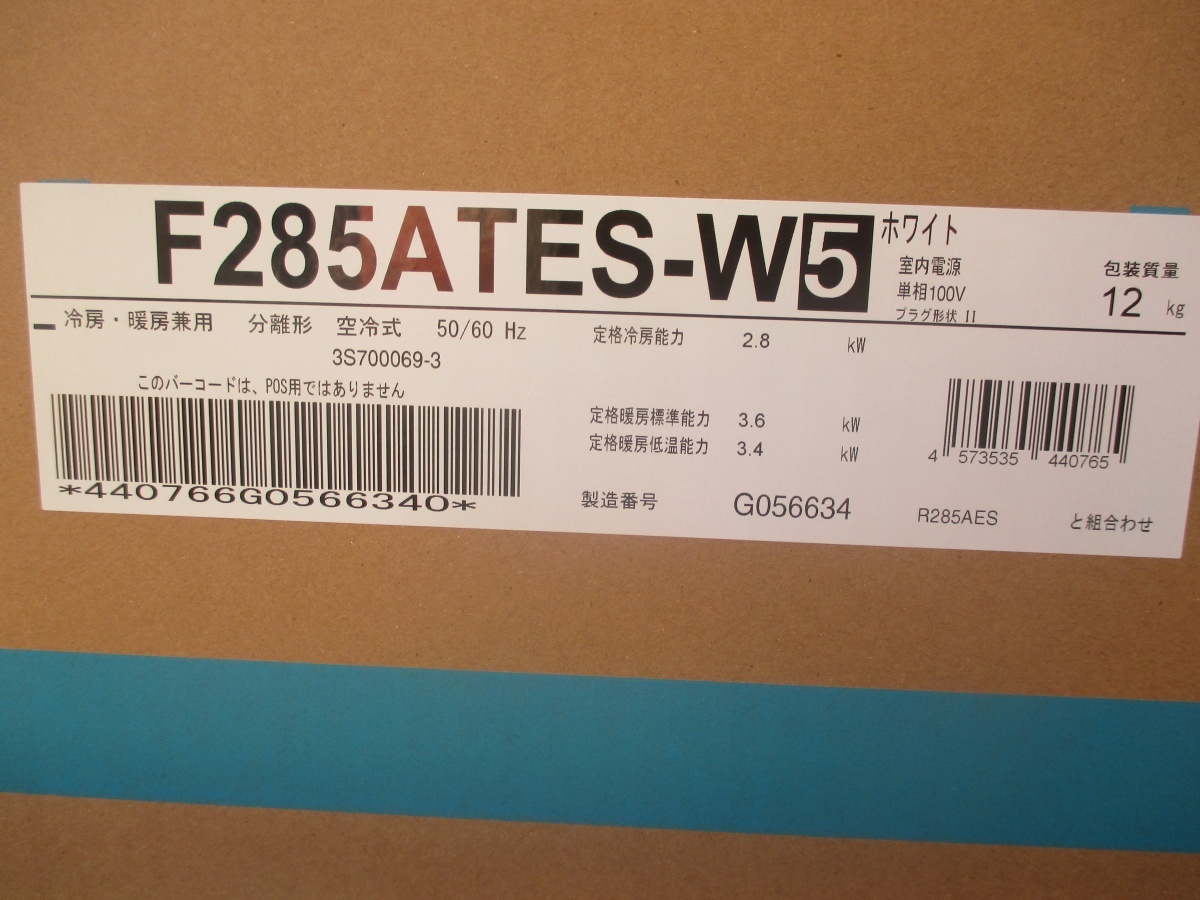 F285ATES-W5 ホワイト
室内電源
単相100V
プラグ形状 II
包装質量
12 kg
冷房・暖房兼用 分離形 空冷式 50/60 Hz
3S700069-3
このバーコードは、POS用ではありません
*440766G0566340*
定格冷房能力 2.8 kW
定格暖房標準能力 3.6 kW
定格暖房低温能力 3.4 kW
製造番号 G056634
4 573535 440765
R285AES と組合わせ